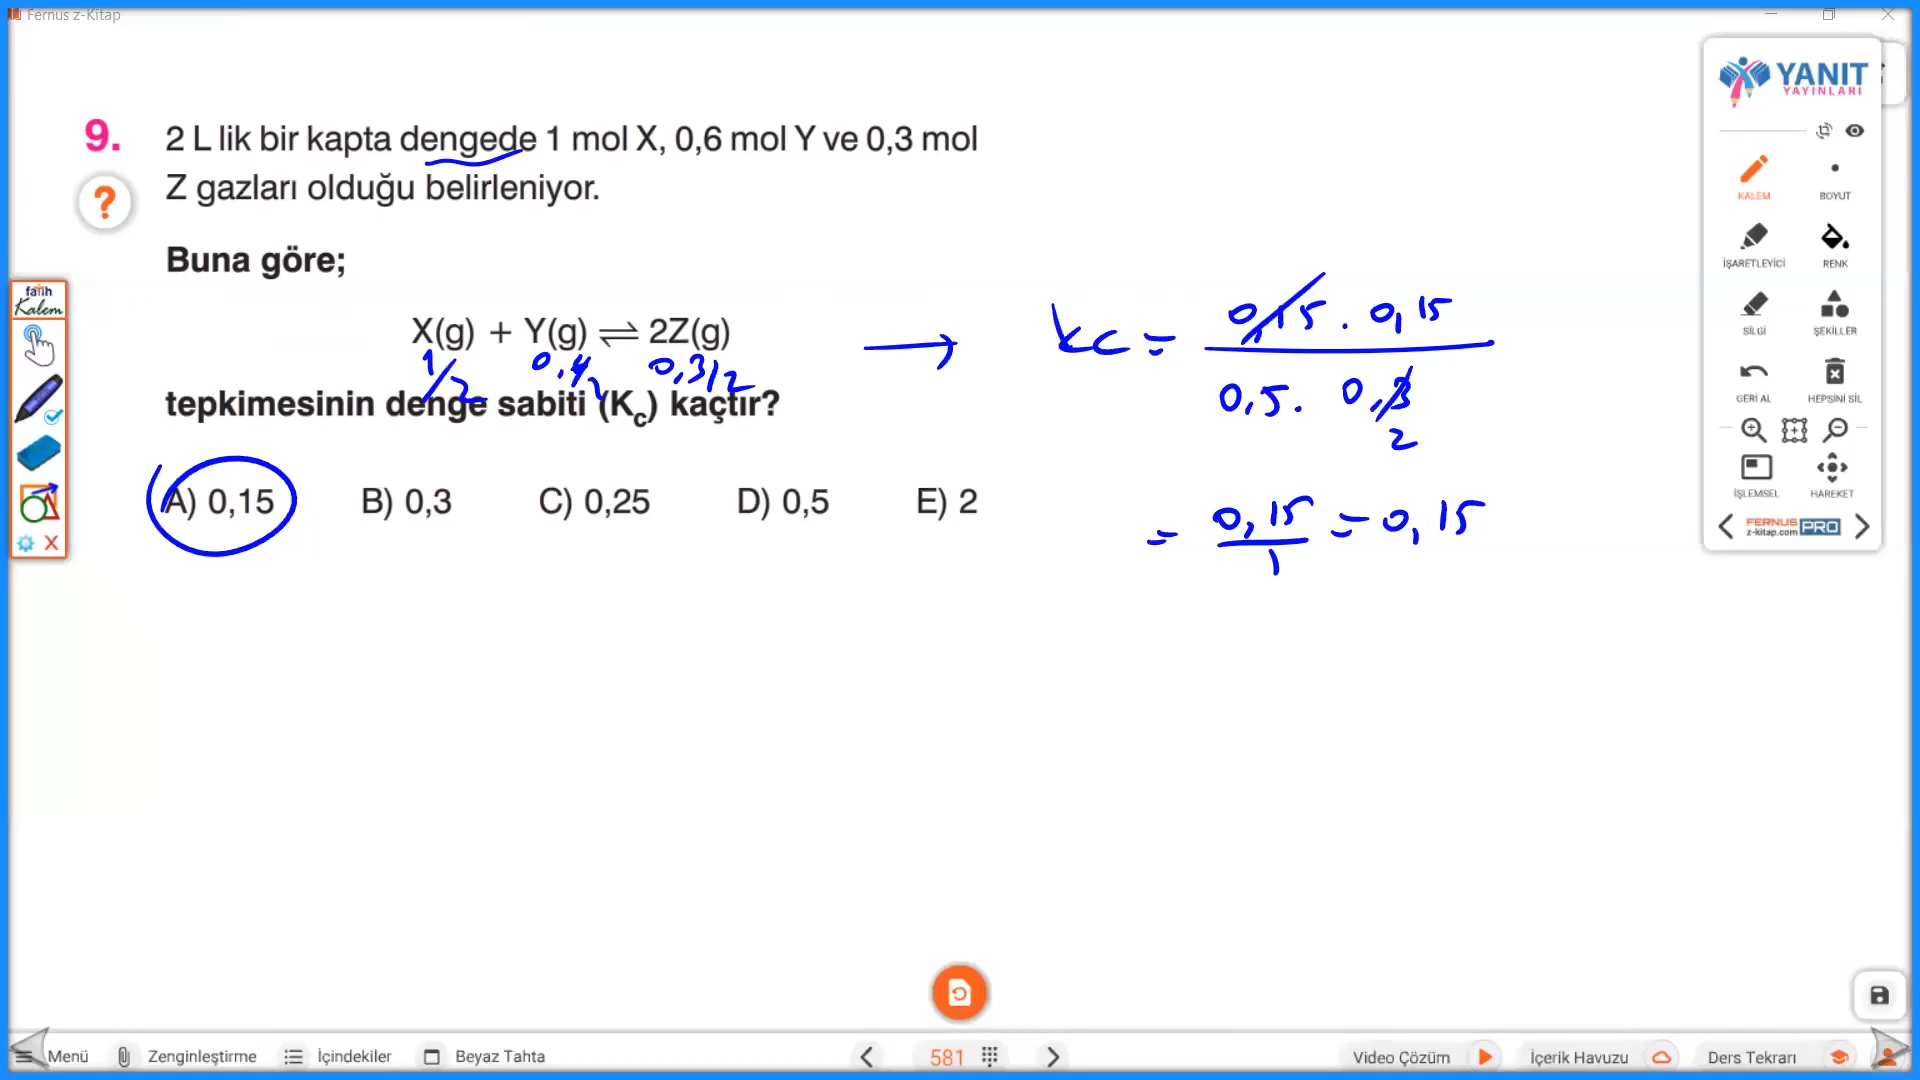 Fernus z-Kitap
YANIT
YAYINLARI
9. 2 L lik bir kapta dengede 1 mol X, 0,6 mol Y ve 0,3 mol
Z gazları olduğu belirleniyor.
?
Buna göre;
X(g) + Y(g) ⇌ 2Z(g)
1/2 0,3/2
→ Kc = 0,15 . 0,15
0,5 . 0,3
2
tepkimesinin denge sabiti (Kc) kaçtır?
A) 0,15 B) 0,3 C) 0,25 D) 0,5 E) 2
= 0,15 = 0,15
1
fatih
Kalem
KALEM BOYUT
İŞARETLEYİCİ RENK
SİLGİ ŞEKİLLER
GERİ AL HEPSİNİ SİL
İŞLEMSEL HAREKET
FERNUS PRO
z-kitap.com
Menü Zenginleştirme İçindekiler Beyaz Tahta 581 Video Çözüm İçerik Havuzu Ders Tekrarı